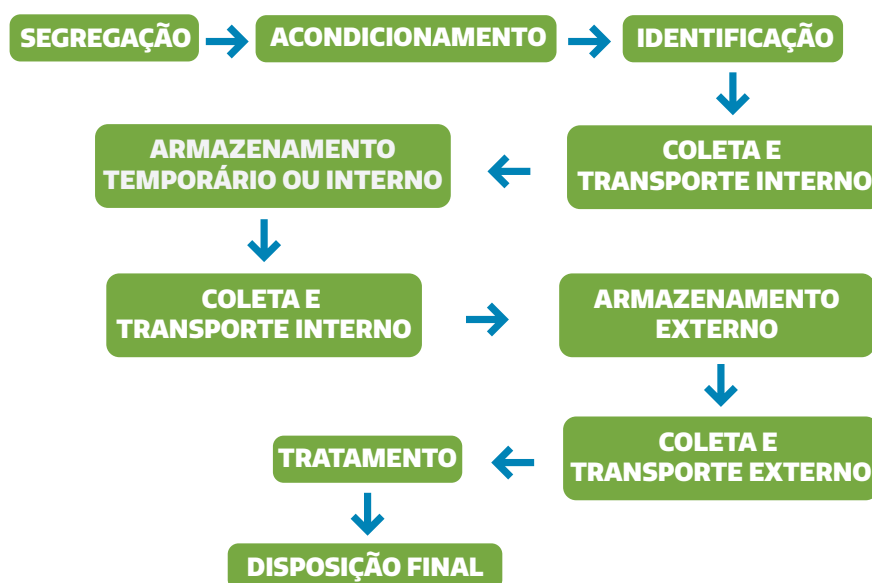 SEGREGAÇÃO
ACONDICIONAMENTO
IDENTIFICAÇÃO
COLETA E
TRANSPORTE INTERNO
ARMAZENAMENTO
TEMPORÁRIO OU INTERNO
COLETA E
TRANSPORTE INTERNO
ARMAZENAMENTO
EXTERNO
COLETA E
TRANSPORTE EXTERNO
TRATAMENTO
DISPOSIÇÃO FINAL